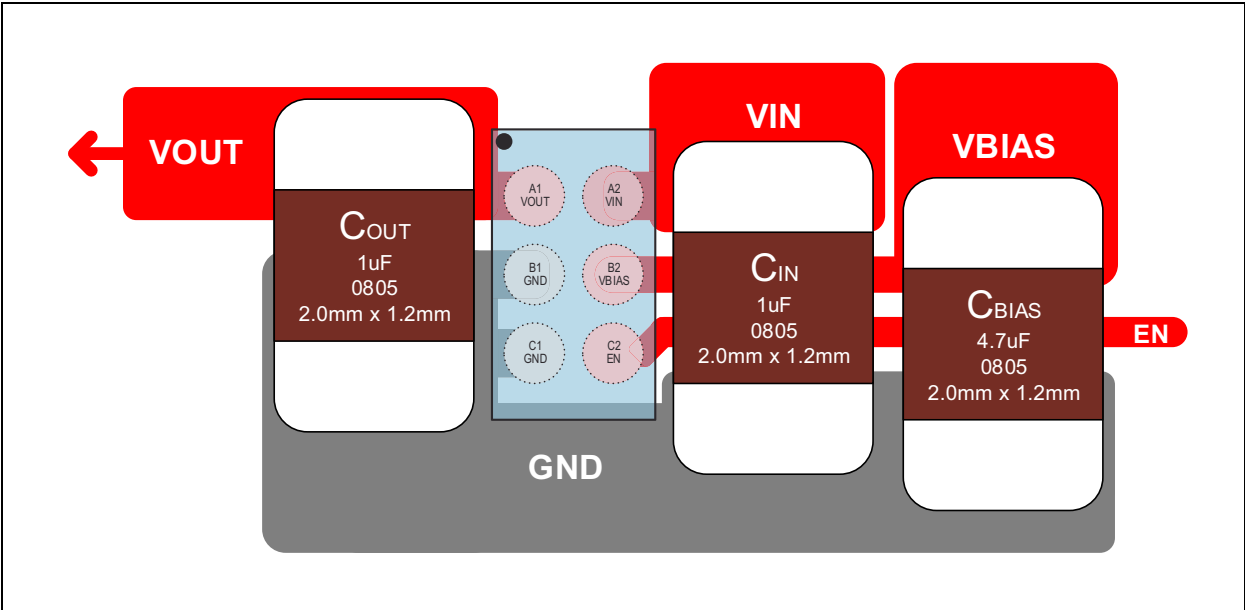 VOUT
VIN
VBIAS
A1
VOUT
A2
VIN
B1
GND
B2
VBIAS
C1
GND
C2
EN
COUT
1uF
0805
2.0mm x 1.2mm
CIN
1uF
0805
2.0mm x 1.2mm
CBIAS
4.7uF
0805
2.0mm x 1.2mm
EN
GND